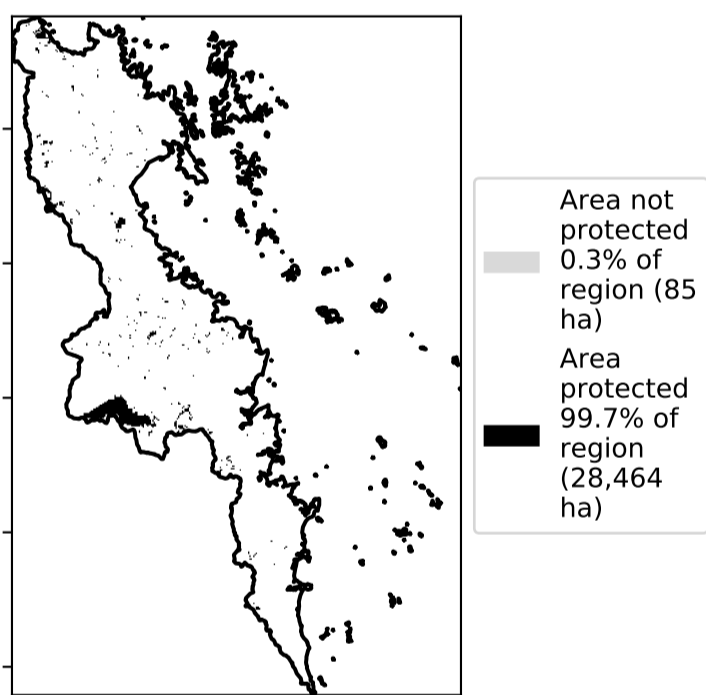 Area not
protected
0.3% of
region (85
ha)
Area
protected
99.7% of
region
(28,464
ha)